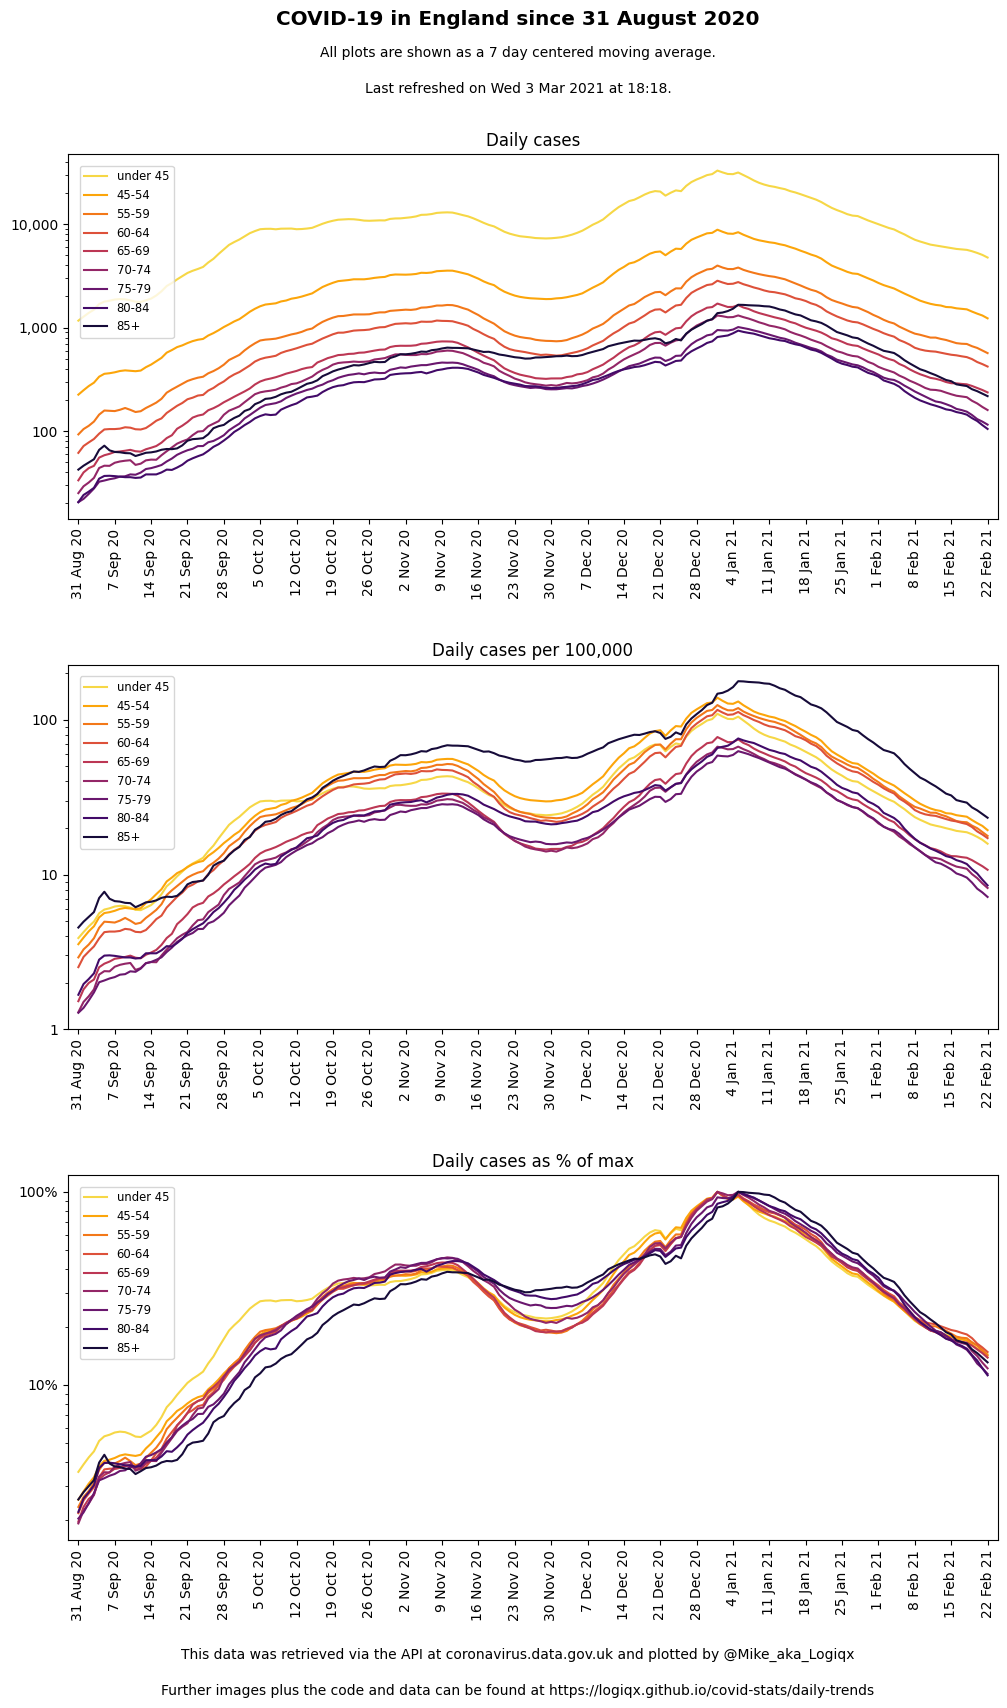 COVID-19 in England since 31 August 2020
All plots are shown as a 7 day centered moving average.
Last refreshed on Wed 3 Mar 2021 at 18:18.
Daily cases
under 45
45-54
55-59
60-64
65-69
70-74
75-79
80-84
85+
10,000
1,000
100
31 Aug 20
7 Sep 20
14 Sep 20
21 Sep 20
28 Sep 20
5 Oct 20
12 Oct 20
19 Oct 20
26 Oct 20
2 Nov 20
9 Nov 20
16 Nov 20
23 Nov 20
30 Nov 20
7 Dec 20
14 Dec 20
21 Dec 20
28 Dec 20
4 Jan 21
11 Jan 21
18 Jan 21
25 Jan 21
1 Feb 21
8 Feb 21
15 Feb 21
22 Feb 21
Daily cases per 100,000
under 45
45-54
55-59
60-64
65-69
70-74
75-79
80-84
85+
100
10
1
31 Aug 20
7 Sep 20
14 Sep 20
21 Sep 20
28 Sep 20
5 Oct 20
12 Oct 20
19 Oct 20
26 Oct 20
2 Nov 20
9 Nov 20
16 Nov 20
23 Nov 20
30 Nov 20
7 Dec 20
14 Dec 20
21 Dec 20
28 Dec 20
4 Jan 21
11 Jan 21
18 Jan 21
25 Jan 21
1 Feb 21
8 Feb 21
15 Feb 21
22 Feb 21
Daily cases as % of max
under 45
45-54
55-59
60-64
65-69
70-74
75-79
80-84
85+
100%
10%
31 Aug 20
7 Sep 20
14 Sep 20
21 Sep 20
28 Sep 20
5 Oct 20
12 Oct 20
19 Oct 20
26 Oct 20
2 Nov 20
9 Nov 20
16 Nov 20
23 Nov 20
30 Nov 20
7 Dec 20
14 Dec 20
21 Dec 20
28 Dec 20
4 Jan 21
11 Jan 21
18 Jan 21
25 Jan 21
1 Feb 21
8 Feb 21
15 Feb 21
22 Feb 21
This data was retrieved via the API at coronavirus.data.gov.uk and plotted by @Mike_aka_Logiqx
Further images plus the code and data can be found at https://logiqx.github.io/covid-stats/daily-trends